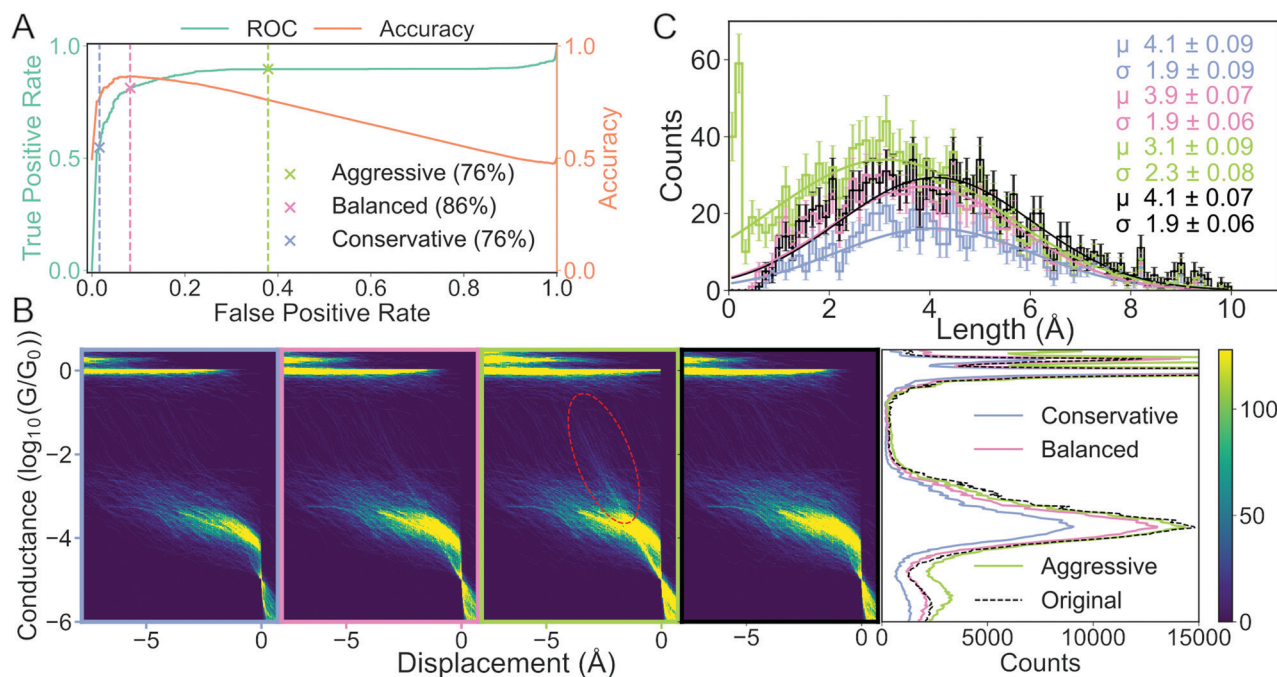 A
ROC
Accuracy
1.0
0.5
0.0
True Positive Rate
1.0
0.5
0.0
Accuracy
Aggressive (76%)
Balanced (86%)
Conservative (76%)
0.0
0.2
0.4
0.6
0.8
1.0
False Positive Rate
C
60
40
20
0
Counts
μ 4.1 ± 0.09
σ 1.9 ± 0.09
μ 3.9 ± 0.07
σ 1.9 ± 0.06
μ 3.1 ± 0.09
σ 2.3 ± 0.08
μ 4.1 ± 0.07
σ 1.9 ± 0.06
0
2
4
6
8
10
Length (Å)
B
Conductance (log₁₀(G/G₀))
0
−2
−4
−6
−5
0
−5
0
−5
0
−5
0
Displacement (Å)
Conservative
Balanced
Aggressive
Original
5000
10000
15000
Counts
100
50
0